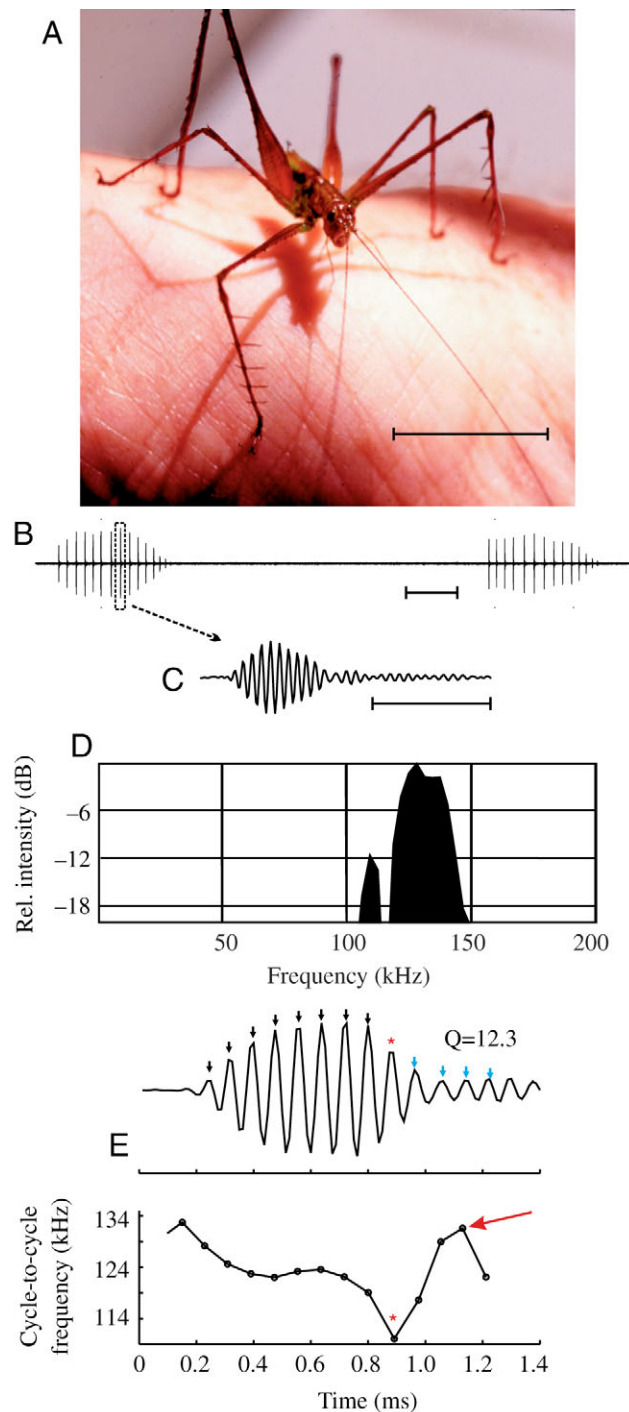 A
B
C
D
Rel. intensity (dB)
−6
−12
−18
50
100
150
200
Frequency (kHz)
*
Q=12.3
E
Cycle-to-cycle
frequency (kHz)
134
124
114
*
0
0.2
0.4
0.6
0.8
1.0
1.2
1.4
Time (ms)